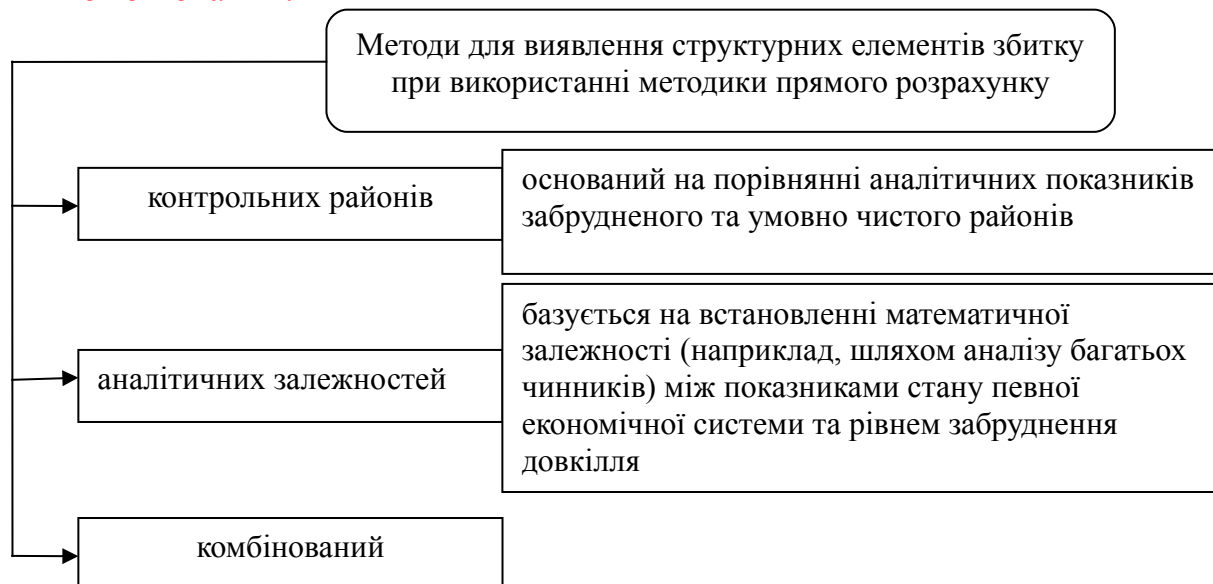 Методи для виявлення структурних елементів збитку
при використанні методики прямого розрахунку
контрольних районів
оснований на порівнянні аналітичних показників
забрудненого та умовно чистого районів
аналітичних залежностей
базується на встановленні математичної
залежності (наприклад, шляхом аналізу багатьох
чинників) між показниками стану певної
економічної системи та рівнем забруднення
довкілля
комбінований